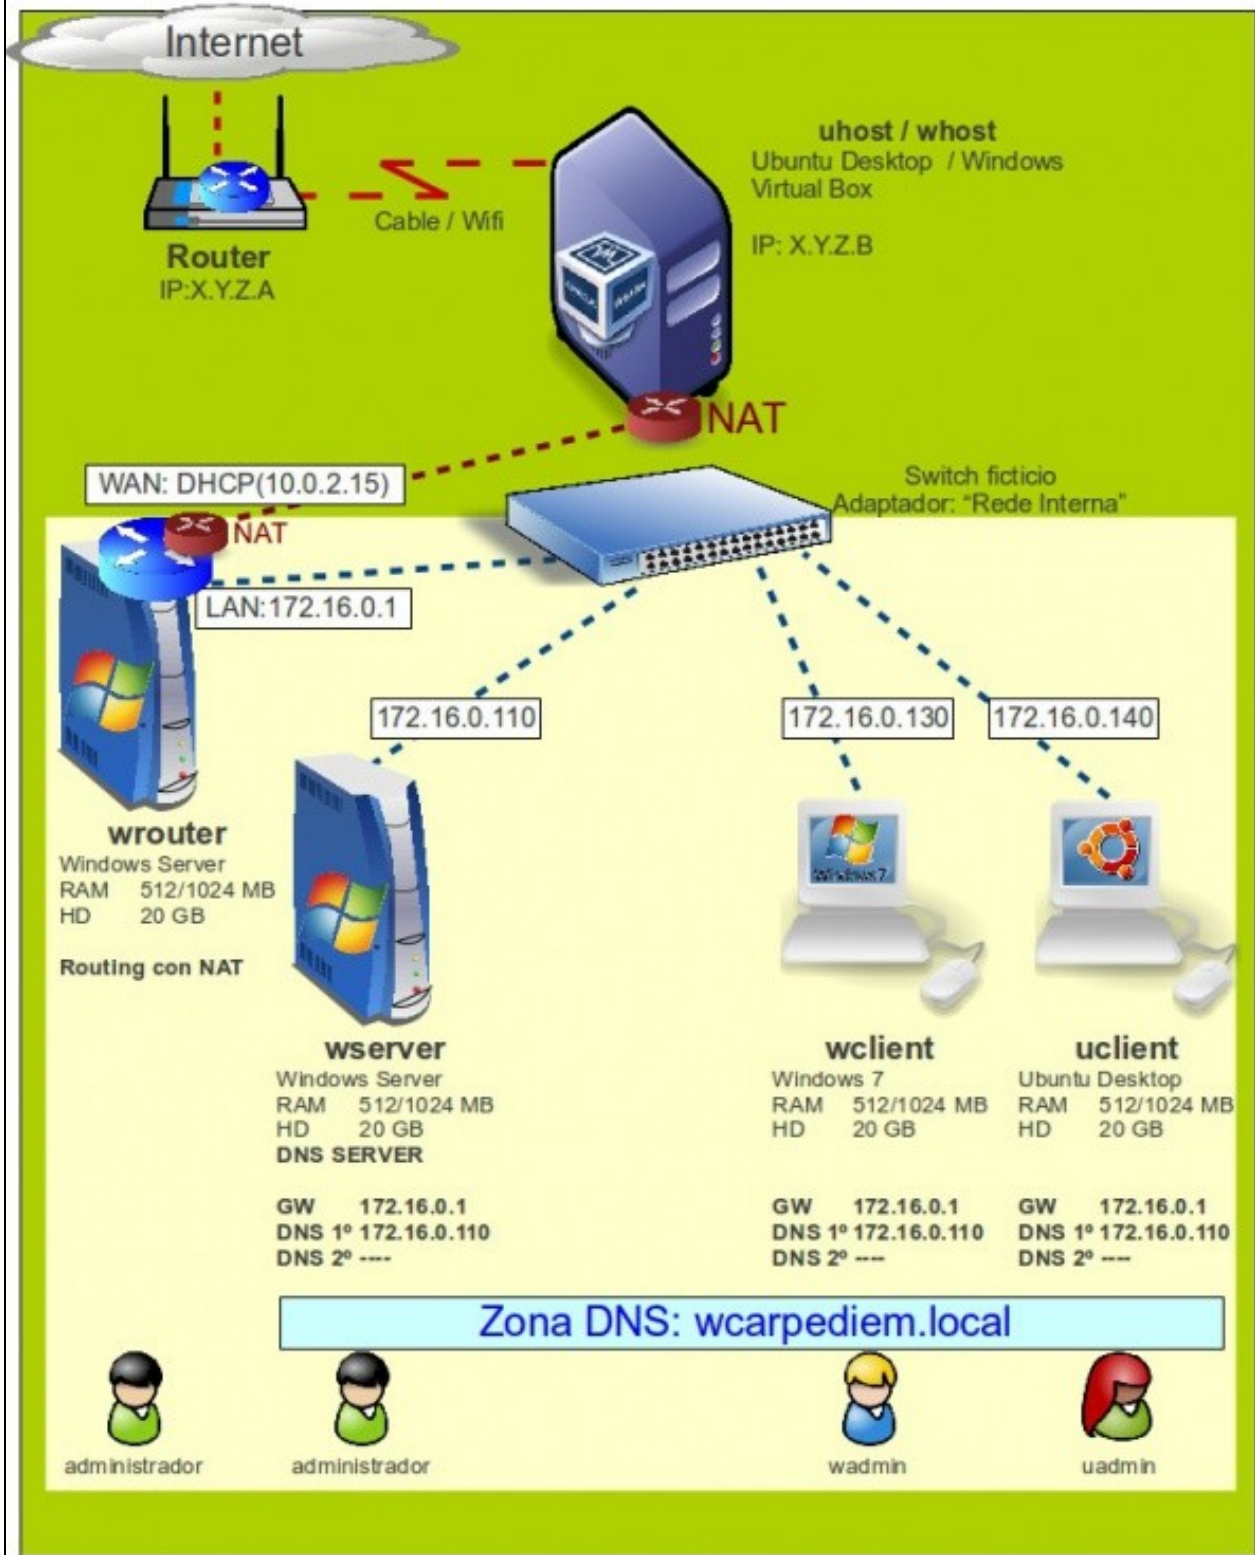 Internet
uhost / whost
Ubuntu Desktop / Windows
Virtual Box
IP: X.Y.Z.B
Cable / Wifi
Router
IP:X.Y.Z.A
NAT
WAN: DHCP(10.0.2.15)
Switch ficticio
Adaptador: “Rede Interna”
NAT
LAN:172.16.0.1
172.16.0.110
172.16.0.130
172.16.0.140
wrouter
Windows Server
RAM 512/1024 MB
HD 20 GB
Routing con NAT
Windows 7
wserver
Windows Server
RAM 512/1024 MB
HD 20 GB
DNS SERVER
GW 172.16.0.1
DNS 1º 172.16.0.110
DNS 2º ----
wclient
Windows 7
RAM 512/1024 MB
HD 20 GB
GW 172.16.0.1
DNS 1º 172.16.0.110
DNS 2º ----
uclient
Ubuntu Desktop
RAM 512/1024 MB
HD 20 GB
GW 172.16.0.1
DNS 1º 172.16.0.110
DNS 2º ----
Zona DNS: wcarpediem.local
administrador
administrador
wadmin
uadmin